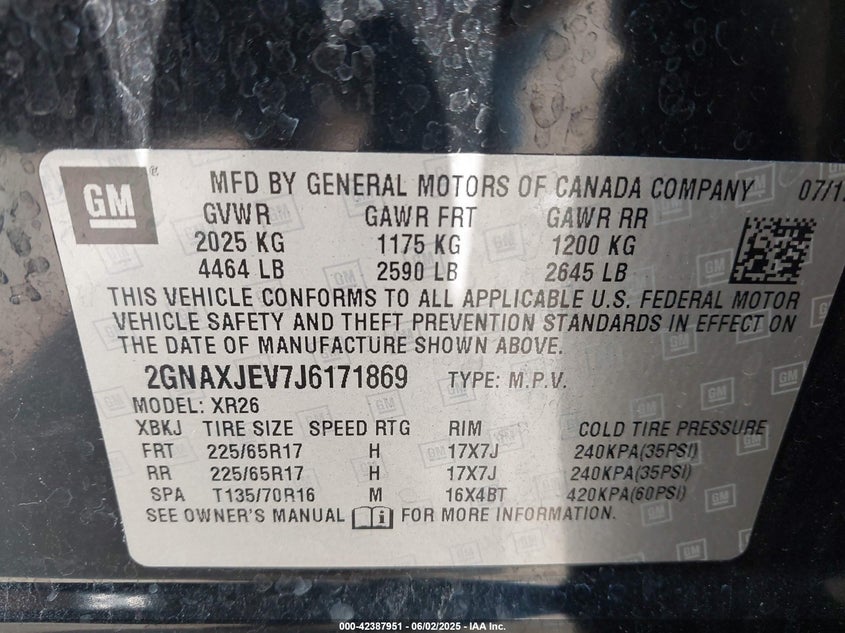 GM ®
MFD BY GENERAL MOTORS OF CANADA COMPANY
GVWR GAWR FRT GAWR RR
2025 KG 1175 KG 1200 KG
4464 LB 2590 LB 2645 LB
THIS VEHICLE CONFORMS TO ALL APPLICABLE U.S. FEDERAL MOTOR
VEHICLE SAFETY AND THEFT PREVENTION STANDARDS IN EFFECT ON
THE DATE OF MANUFACTURE SHOWN ABOVE.
2GNAXJEV7J6171869 TYPE: M.P.V.
MODEL: XR26
XBKJ TIRE SIZE SPEED RTG RIM COLD TIRE PRESSURE
FRT 225/65R17 H 17X7J 240KPA(35PSI)
RR 225/65R17 H 17X7J 240KPA(35PSI)
SPA T135/70R16 M 16X4BT 420KPA(60PSI)
SEE OWNER'S MANUAL FOR MORE INFORMATION.
000-42387951 - 06/02/2025 - IAA Inc.